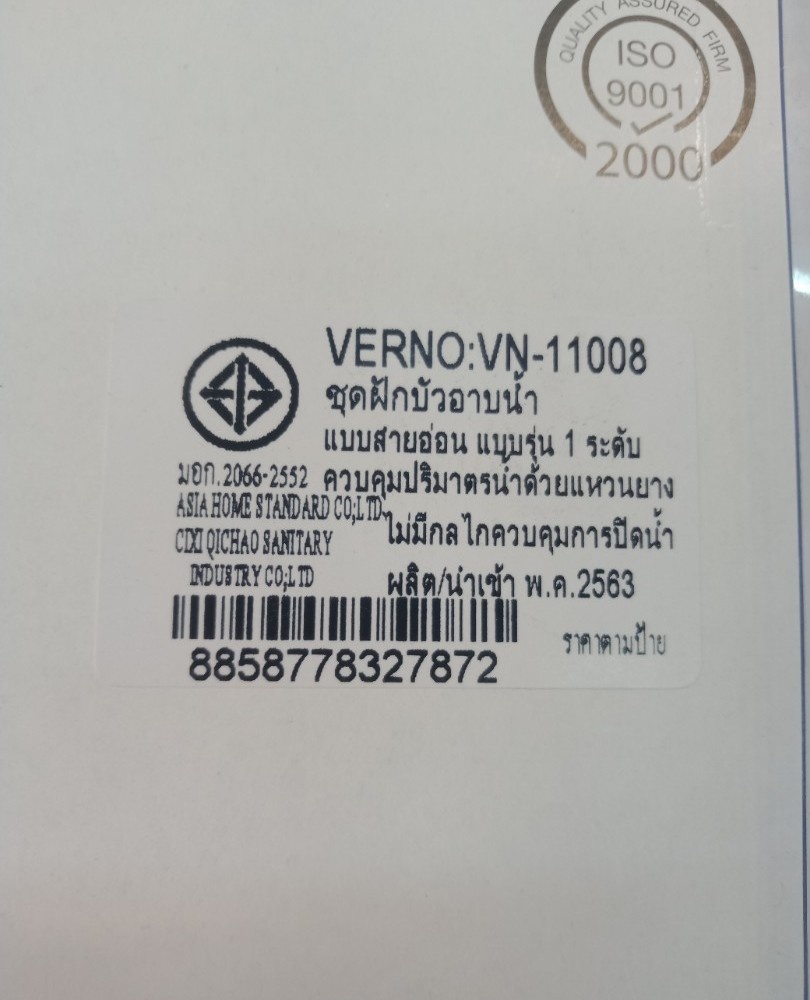 QUALITY ASSURED FIRM
ISO
9001
2000
VERNO:VN-11008
ชุดฝักบัวอาบน้ำ
แบบสายอ่อน แบบรุ่น 1 ระดับ
มอก.2066-2552 ควบคุมปริมาตรน้ำด้วยแหวนยาง
ASIA HOME STANDARD CO;LTD.
ไม่มีกลไกควบคุมการปิดน้ำ
CIXI QICHAO SANITARY
INDUSTRY CO;LTD
ผลิต/นำเข้า พ.ค.2563
8858778327872
ราคาตามป้าย